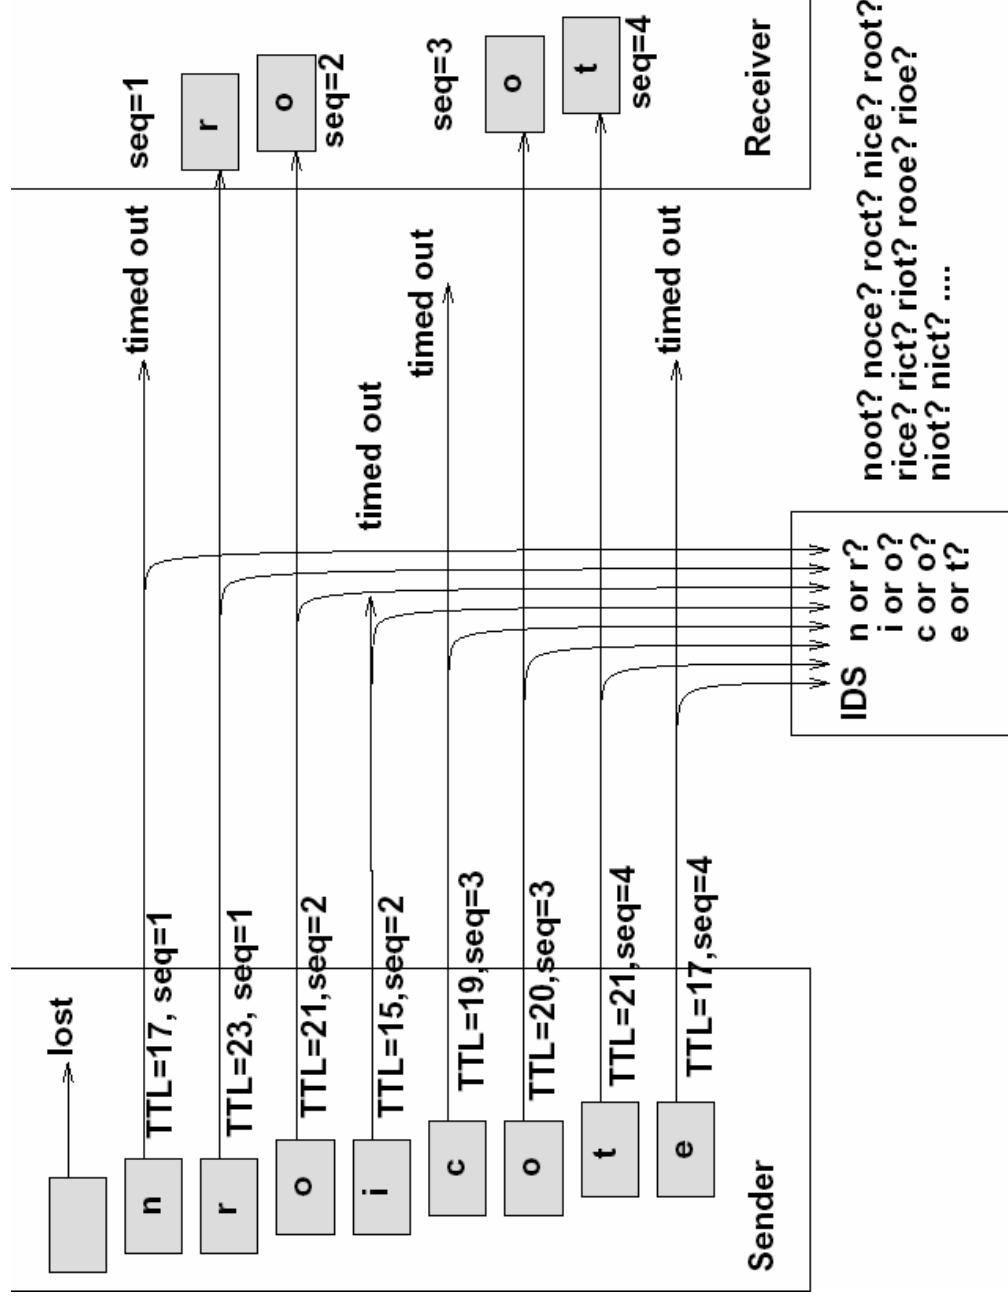 lost
TTL=17, seq=1
n
timed out
seq=1
TTL=23, seq=1
r
r
TTL=21,seq=2
o
o
seq=2
TTL=15,seq=2
i
timed out
TTL=19,seq=3
c
timed out
seq=3
TTL=20,seq=3
o
o
TTL=21,seq=4
t
t
seq=4
TTL=17,seq=4
e
timed out
Sender
Receiver
IDS
n or r?
i or o?
c or o?
e or t?
noot? noce? roct? nice? root?
rice? rict? riot? rooe? rioe?
niot? nict? ....